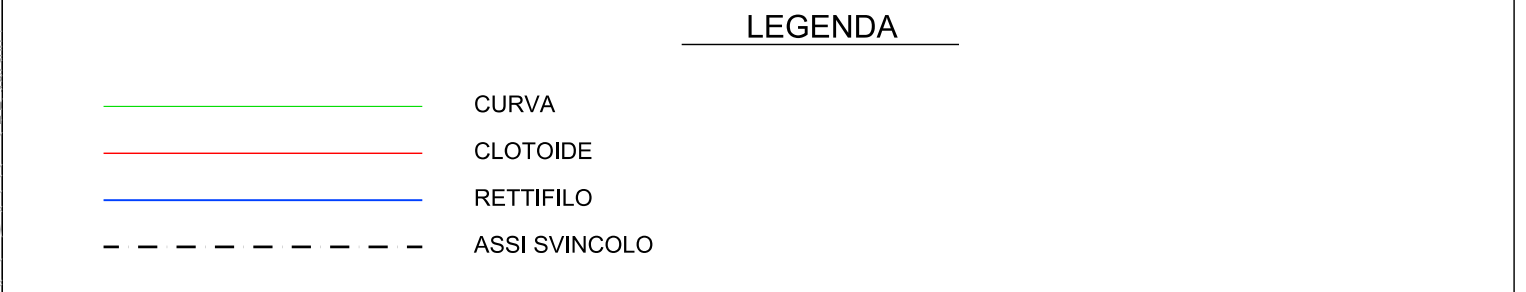 LEGENDA
CURVA
CLOTOIDE
RETTIFILO
ASSI SVINCOLO